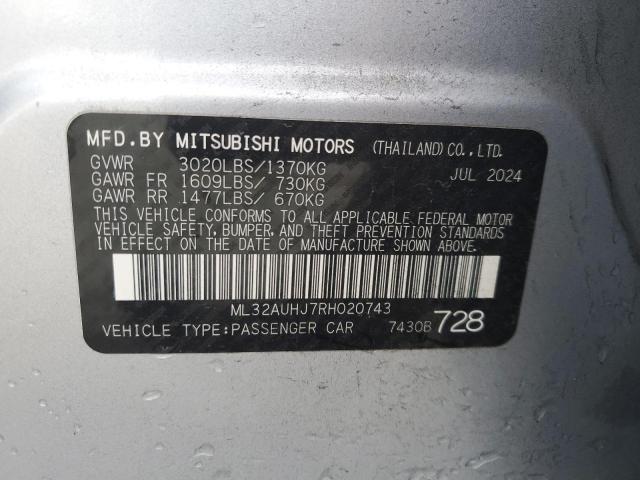 MFD.BY MITSUBISHI MOTORS (THAILAND) CO., LTD.
GVWR 3020LBS/1370KG JUL 2024
GAWR FR 1609LBS/ 730KG
GAWR RR 1477LBS/ 670KG
THIS VEHICLE CONFORMS TO ALL APPLICABLE FEDERAL MOTOR
VEHICLE SAFETY, BUMPER, AND THEFT PREVENTION STANDARDS
IN EFFECT ON THE DATE OF MANUFACTURE SHOWN ABOVE.
ML32AUHJ7RH020743
VEHICLE TYPE:PASSENGER CAR 7430B 728